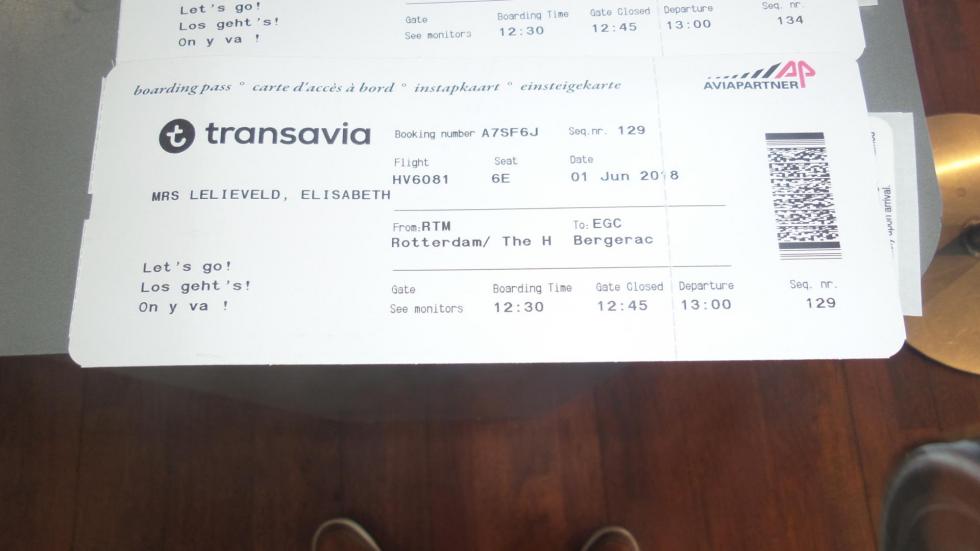 Let's go!
Los geht's!
On y va !
Gate Boarding Time Gate Closed Departure Seq. nr.
See monitors 12:30 12:45 13:00 134
boarding pass ° carte d'accès à bord ° instapkaart ° einsteigekarte
AP
AVIAPARTNER
t transavia
Booking number A7SF6J Seq.nr. 129
Flight Seat Date
HV6081 6E 01 Jun 2018
MRS LELIEVELD, ELISABETH
From:RTM To:EGC
Rotterdam/ The H Bergerac
Let's go!
Los geht's!
On y va !
Gate Boarding Time Gate Closed Departure Seq. nr.
See monitors 12:30 12:45 13:00 129
upon arrival.